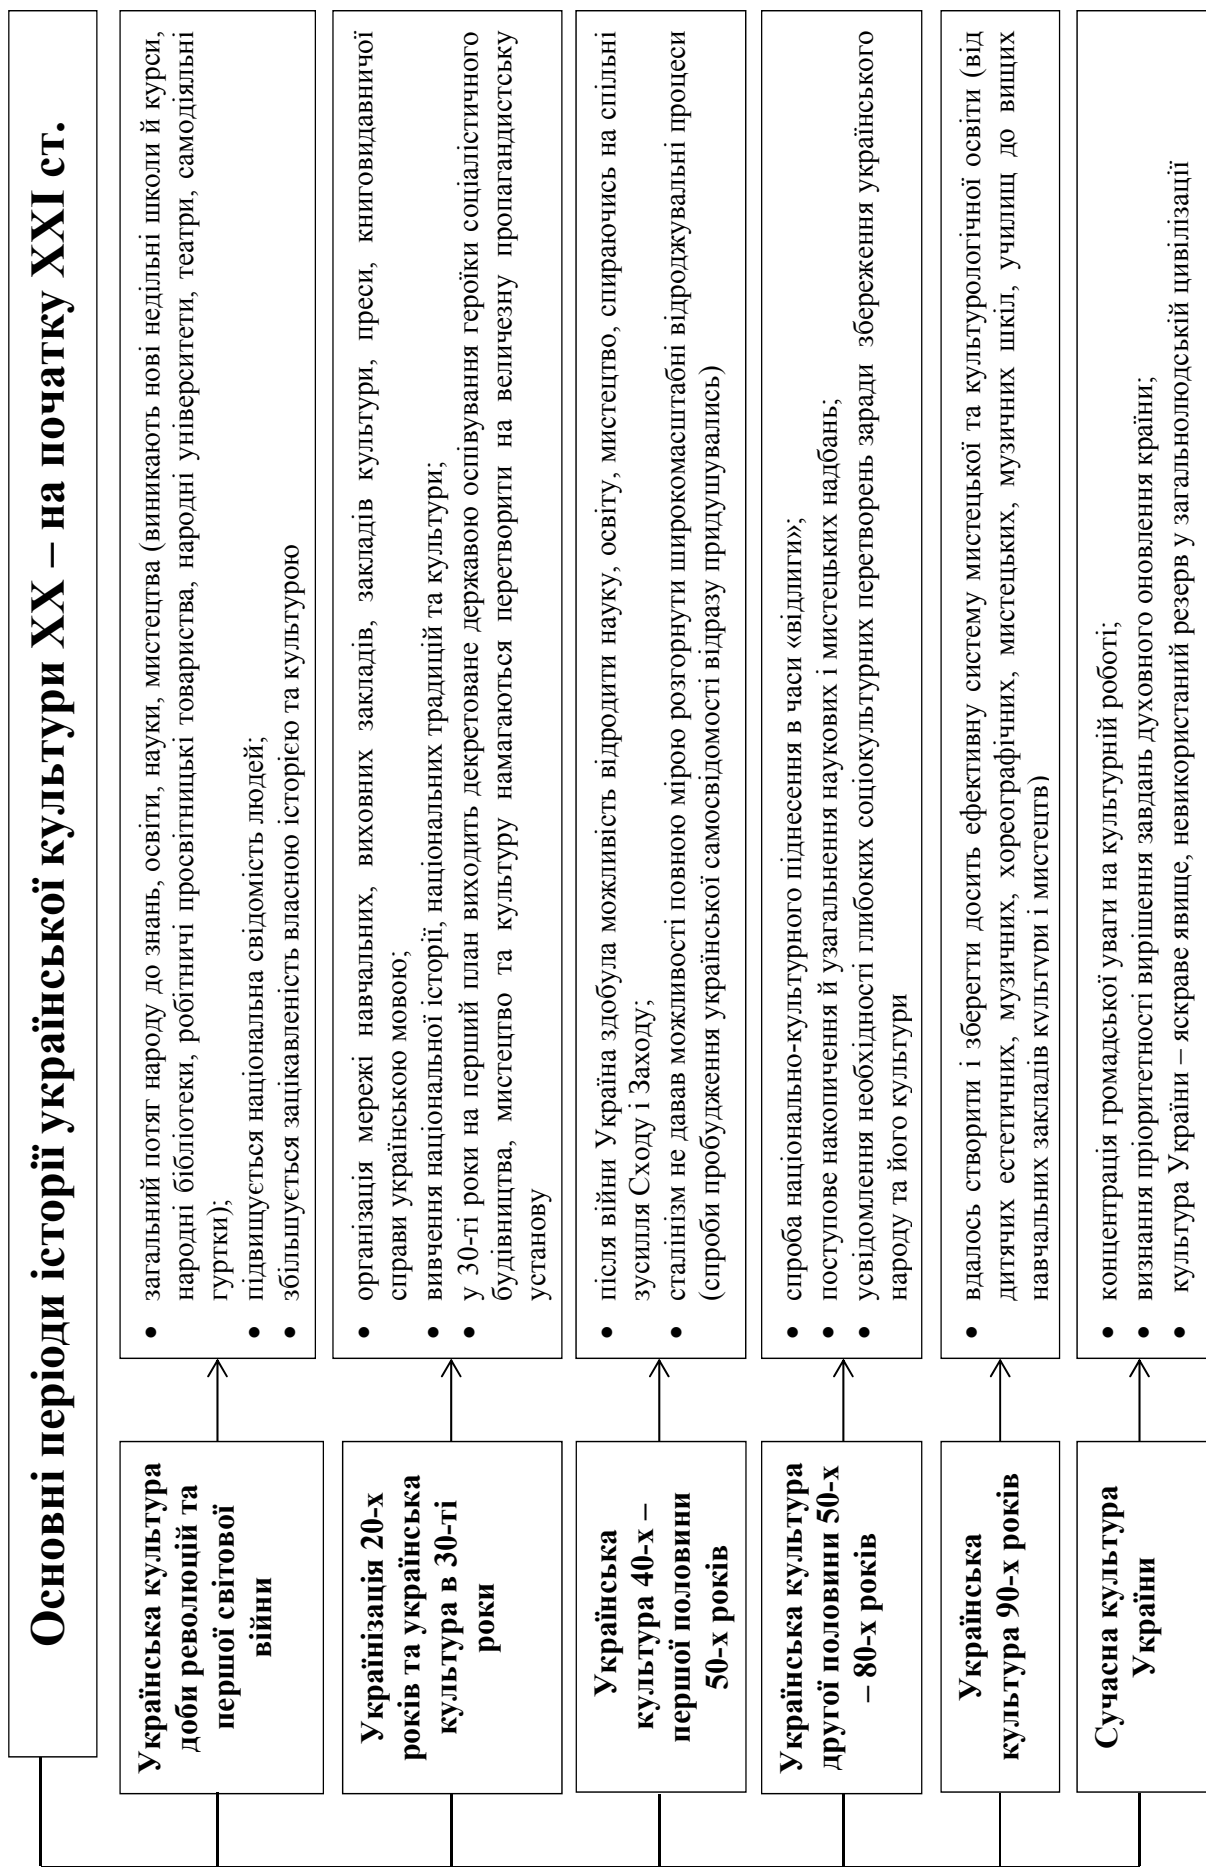 Основні періоди історії української культури ХХ – на початку ХХІ ст.
Українська культура
доби революцій та
першої світової
війни
• загальний потяг народу до знань, освіти, науки, мистецтва (виникають нові недільні школи й курси,
народні бібліотеки, робітничі просвітницькі товариства, народні університети, театри, самодіяльні
гуртки);
• підвищується національна свідомість людей;
• збільшується зацікавленість власною історією та культурою
Українізація 20-х
років та українська
культура в 30-ті
роки
• організація мережі навчальних, виховних закладів, закладів культури, преси, книговидавничої
справи українською мовою;
• вивчення національної історії, національних традицій та культури;
• у 30-ті роки на перший план виходить декретоване державою оспівування героїки соціалістичного
будівництва, мистецтво та культуру намагаються перетворити на величезну пропагандистську
установу
Українська
культура 40-х –
першої половини
50-х років
• після війни Україна здобула можливість відродити науку, освіту, мистецтво, спираючись на спільні
зусилля Сходу і Заходу;
• сталінізм не давав можливості повною мірою розгорнути широкомасштабні відроджувальні процеси
(спроби пробудження української самосвідомості відразу придушувались)
Українська культура
другої половини 50-х
– 80-х років
• спроба національно-культурного піднесення в часи «відлиги»;
• поступове накопичення й узагальнення наукових і мистецьких надбань;
• усвідомлення необхідності глибоких соціокультурних перетворень заради збереження українського
народу та його культури
Українська
культура 90-х років
• вдалось створити і зберегти досить ефективну систему мистецької та культурологічної освіти (від
дитячих естетичних, музичних, хореографічних, мистецьких, музичних шкіл, училищ до вищих
навчальних закладів культури і мистецтв)
Сучасна культура
України
• концентрація громадської уваги на культурній роботі;
• визнання пріоритетності вирішення завдань духовного оновлення країни;
• культура України – яскраве явище, невикористаний резерв у загальнолюдській цивілізації